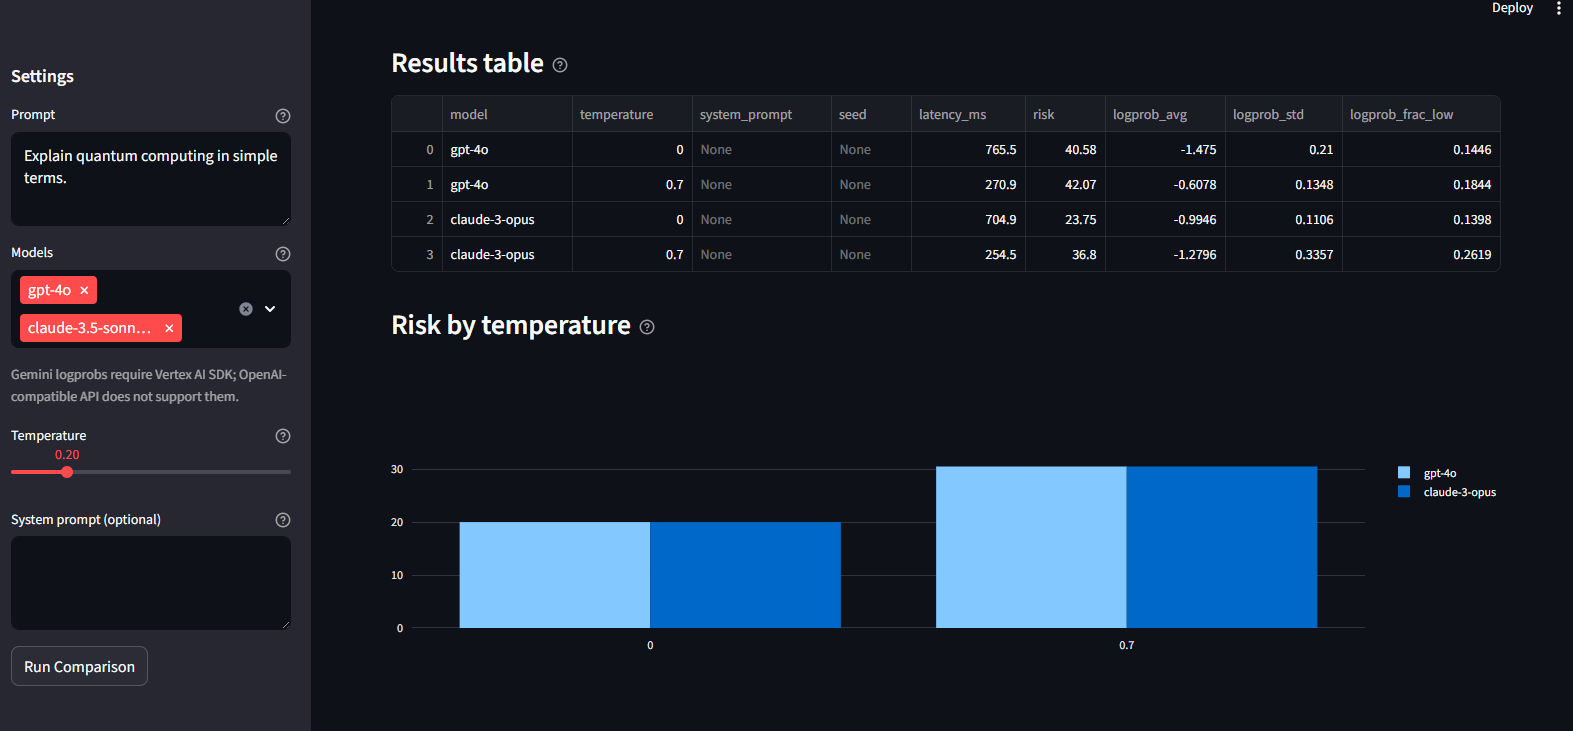 Deploy
Settings
Prompt
Explain quantum computing in simple
terms.
Models
gpt-4o
claude-3.5-sonn...
Gemini logprobs require Vertex AI SDK; OpenAI-
compatible API does not support them.
Temperature
0.20
System prompt (optional)
Run Comparison
Results table
model temperature system_prompt seed latency_ms risk logprob_avg logprob_std logprob_frac_low
0 gpt-4o 0 None None 765.5 40.58 -1.475 0.21 0.1446
1 gpt-4o 0.7 None None 270.9 42.07 -0.6078 0.1348 0.1844
2 claude-3-opus 0 None None 704.9 23.75 -0.9946 0.1106 0.1398
3 claude-3-opus 0.7 None None 254.5 36.8 -1.2796 0.3357 0.2619
Risk by temperature
30
20
10
0
0 0.7
gpt-4o
claude-3-opus